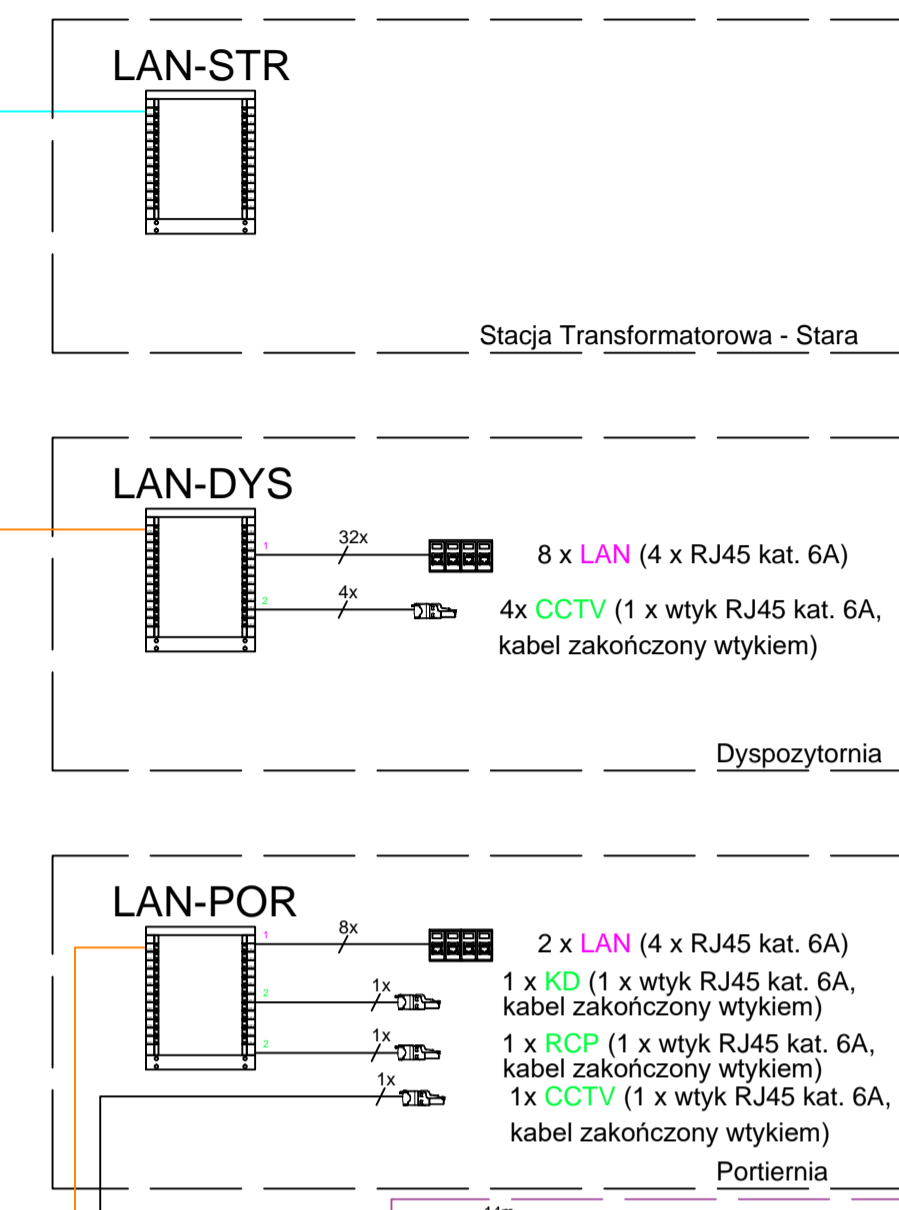 LAN-STR
Stacja Transformatorowa - Stara
LAN-DYS
1
32x
8 x LAN (4 x RJ45 kat. 6A)
2
4x
4x CCTV (1 x wtyk RJ45 kat. 6A,
kabel zakończony wtykiem)
Dyspozytornia
LAN-POR
1
8x
2 x LAN (4 x RJ45 kat. 6A)
2
1x
1 x KD (1 x wtyk RJ45 kat. 6A,
kabel zakończony wtykiem)
2
1x
1 x RCP (1 x wtyk RJ45 kat. 6A,
kabel zakończony wtykiem)
1x
1x CCTV (1 x wtyk RJ45 kat. 6A,
kabel zakończony wtykiem)
Portiernia